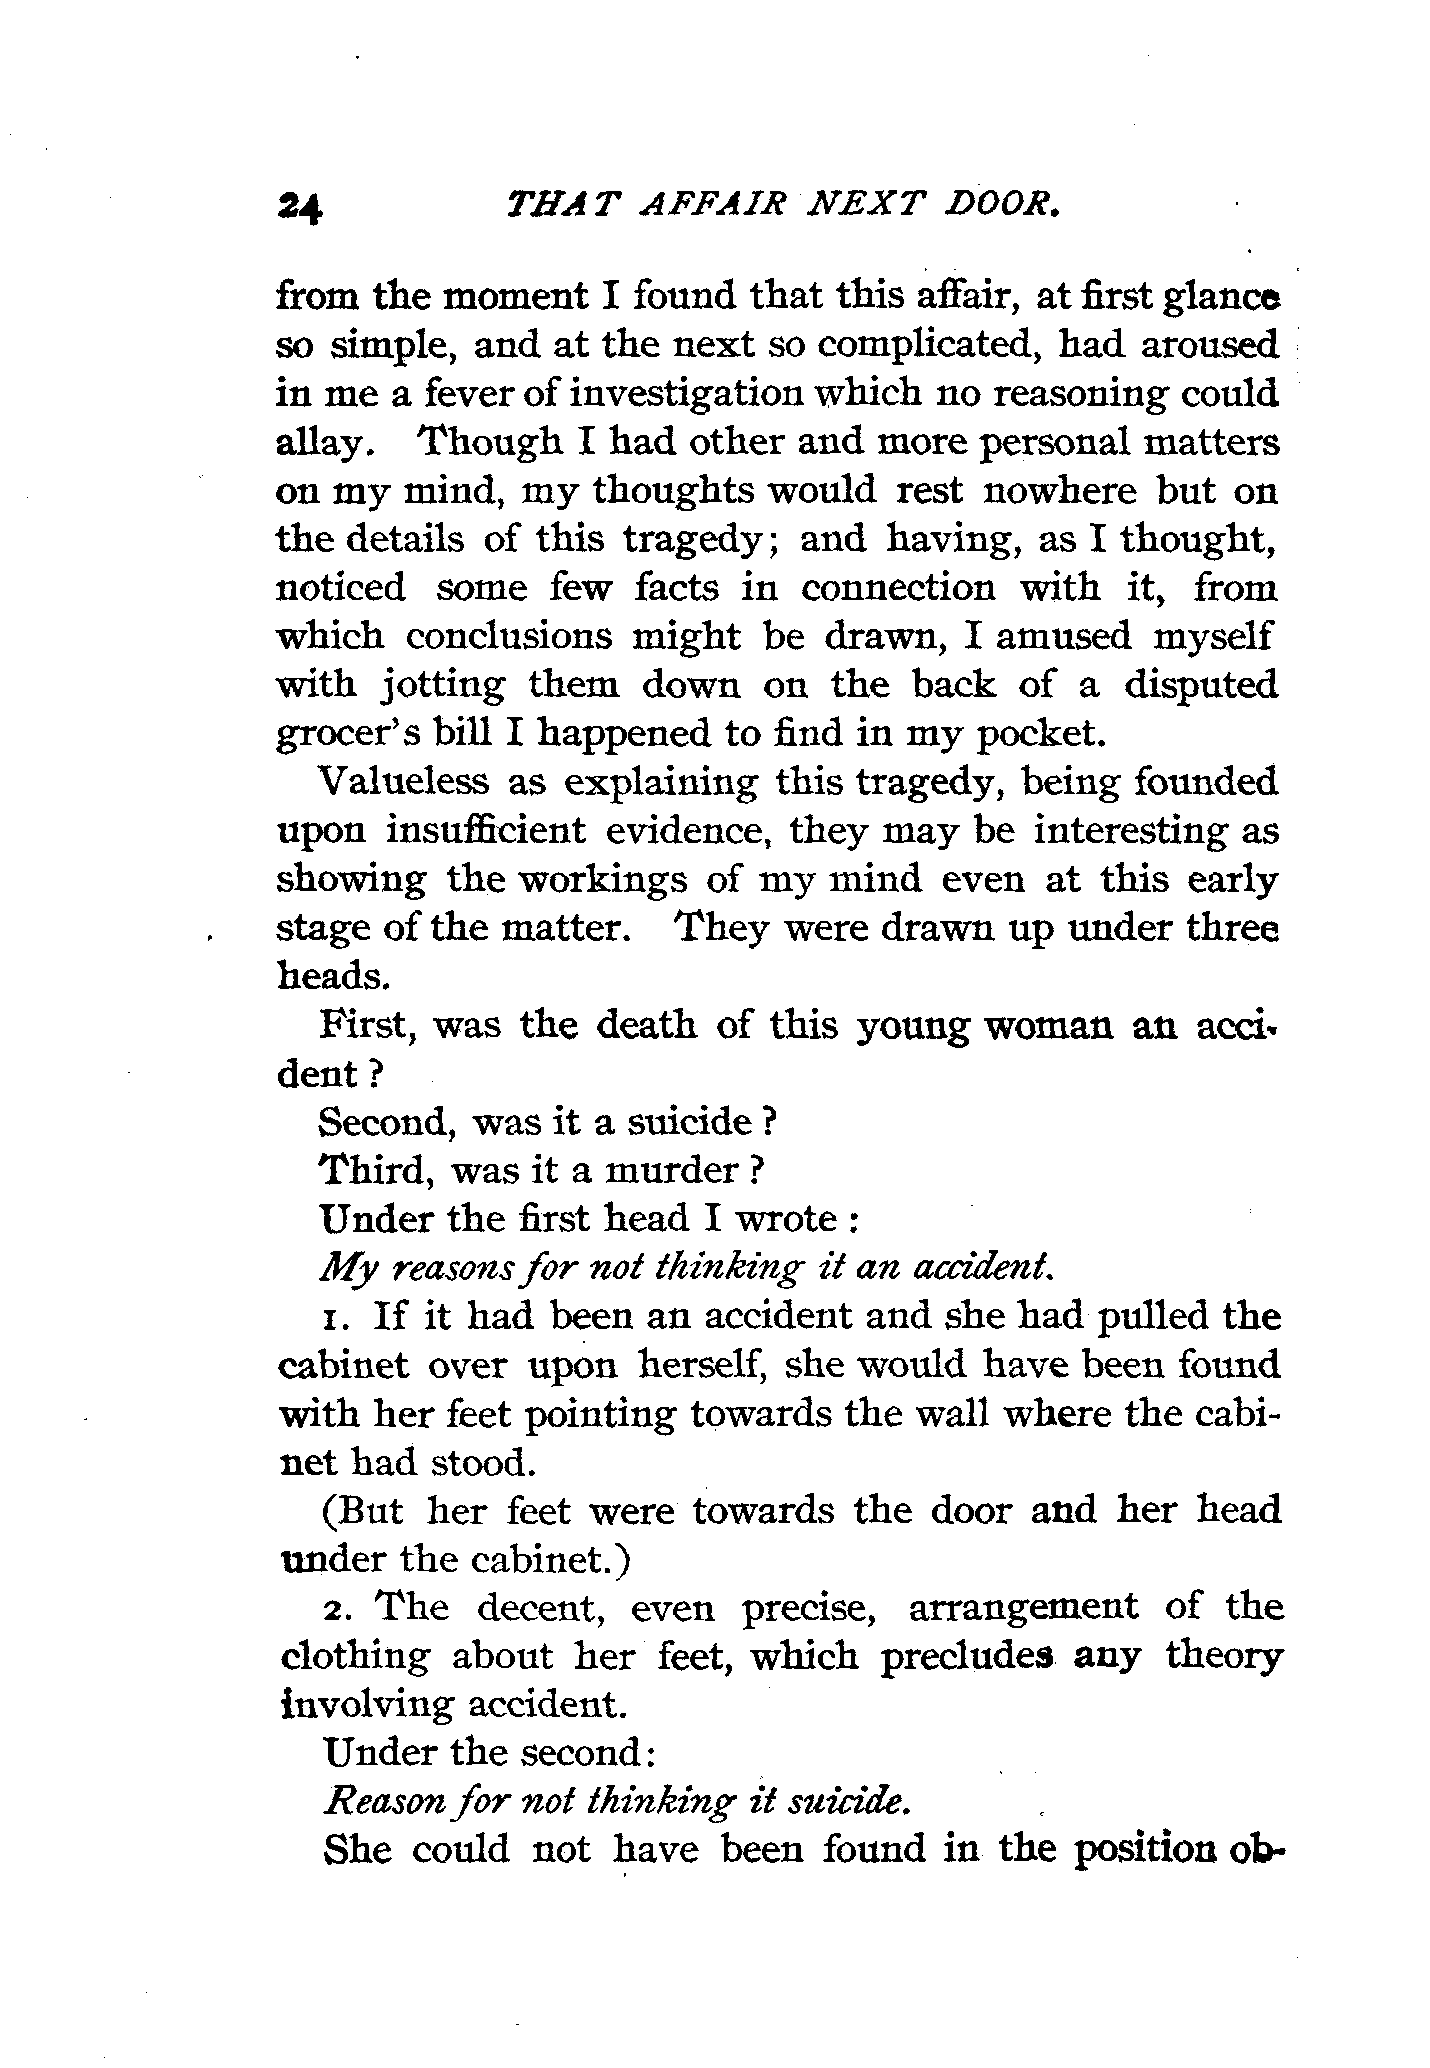 24 THAT AFFAIR NEXT DOOR.
from the moment I found that this affair, at first glance
so simple, and at the next so complicated, had aroused
in me a fever of investigation which no reasoning could
allay. Though I had other and more personal matters
on my mind, my thoughts would rest nowhere but on
the details of this tragedy; and having, as I thought,
noticed some few facts in connection with it, from
which conclusions might be drawn, I amused myself
with jotting them down on the back of a disputed
grocer's bill I happened to find in my pocket.
Valueless as explaining this tragedy, being founded
upon insufficient evidence, they may be interesting as
showing the workings of my mind even at this early
stage of the matter. They were drawn up under three
heads.
First, was the death of this young woman an acci-
dent ?
Second, was it a suicide ?
Third, was it a murder ?
Under the first head I wrote :
My reasons for not thinking it an accident.
1. If it had been an accident and she had pulled the
cabinet over upon herself, she would have been found
with her feet pointing towards the wall where the cabi-
net had stood.
(But her feet were towards the door and her head
under the cabinet.)
2. The decent, even precise, arrangement of the
clothing about her feet, which precludes any theory
involving accident.
Under the second:
Reason for not thinking it suicide.
She could not have been found in the position ob-